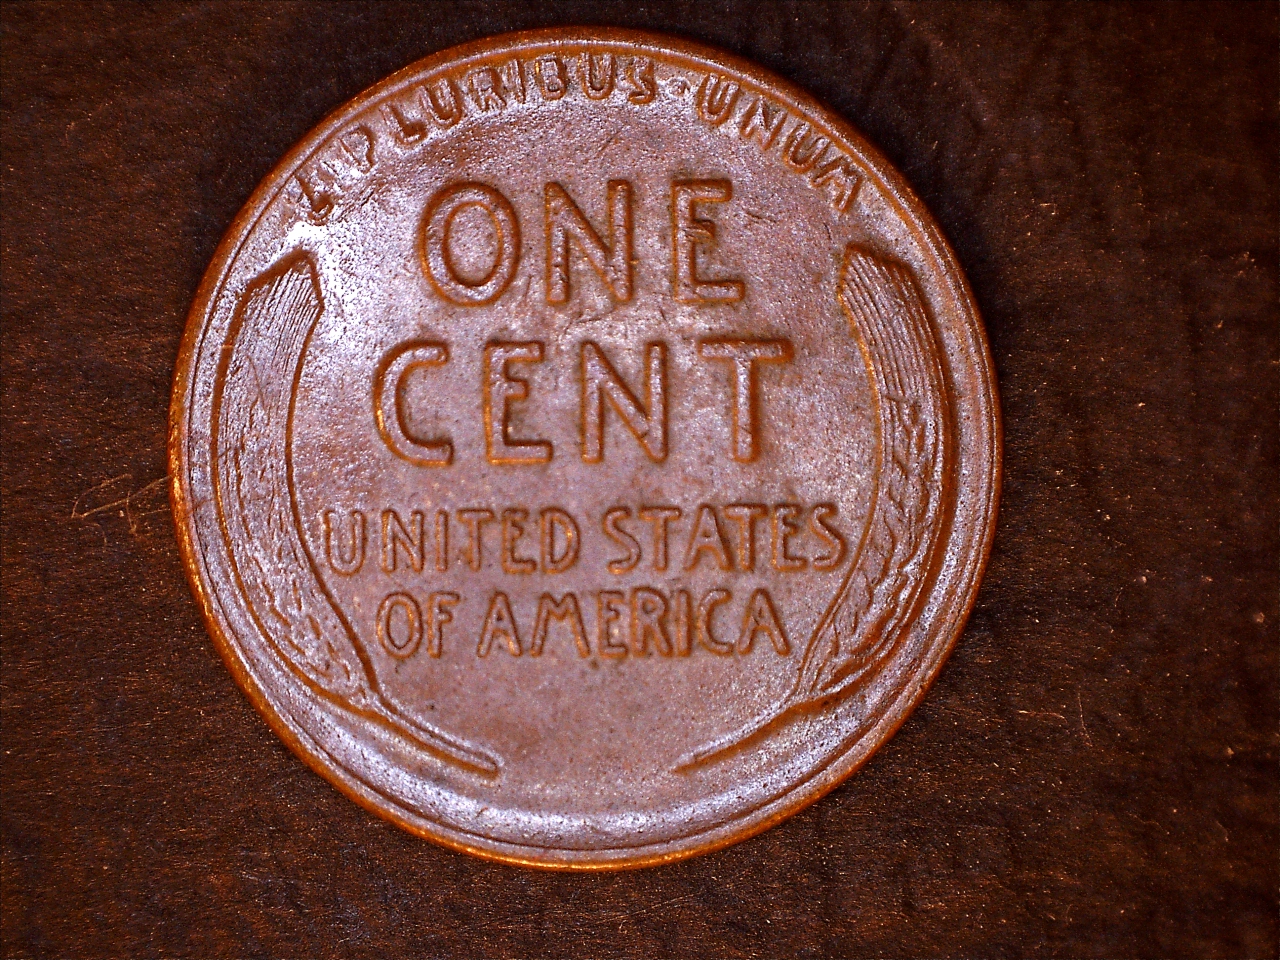 E PLURIBUS · UNUM
ONE
CENT
UNITED STATES
OF AMERICA